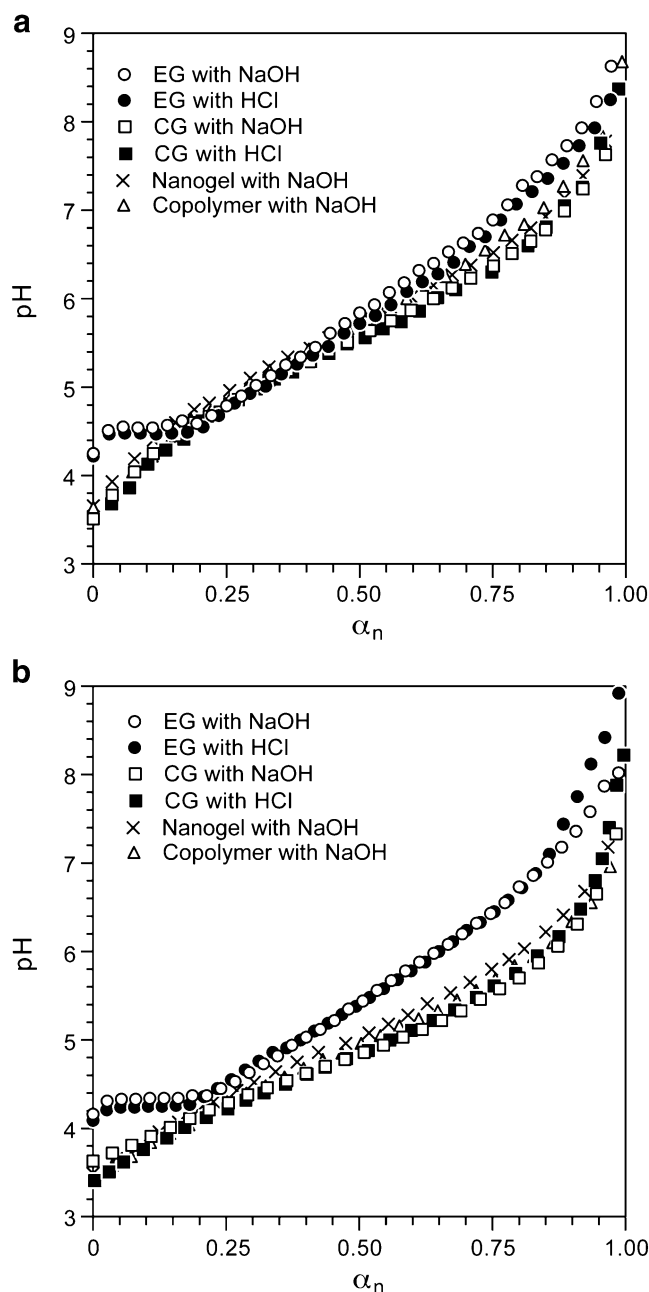 a
9
8
7
6
5
4
3
pH
EG with NaOH
EG with HCl
CG with NaOH
CG with HCl
Nanogel with NaOH
Copolymer with NaOH
0 0.25 0.50 0.75 1.00
αn
b
9
8
7
6
5
4
3
pH
EG with NaOH
EG with HCl
CG with NaOH
CG with HCl
Nanogel with NaOH
Copolymer with NaOH
0 0.25 0.50 0.75 1.00
αn